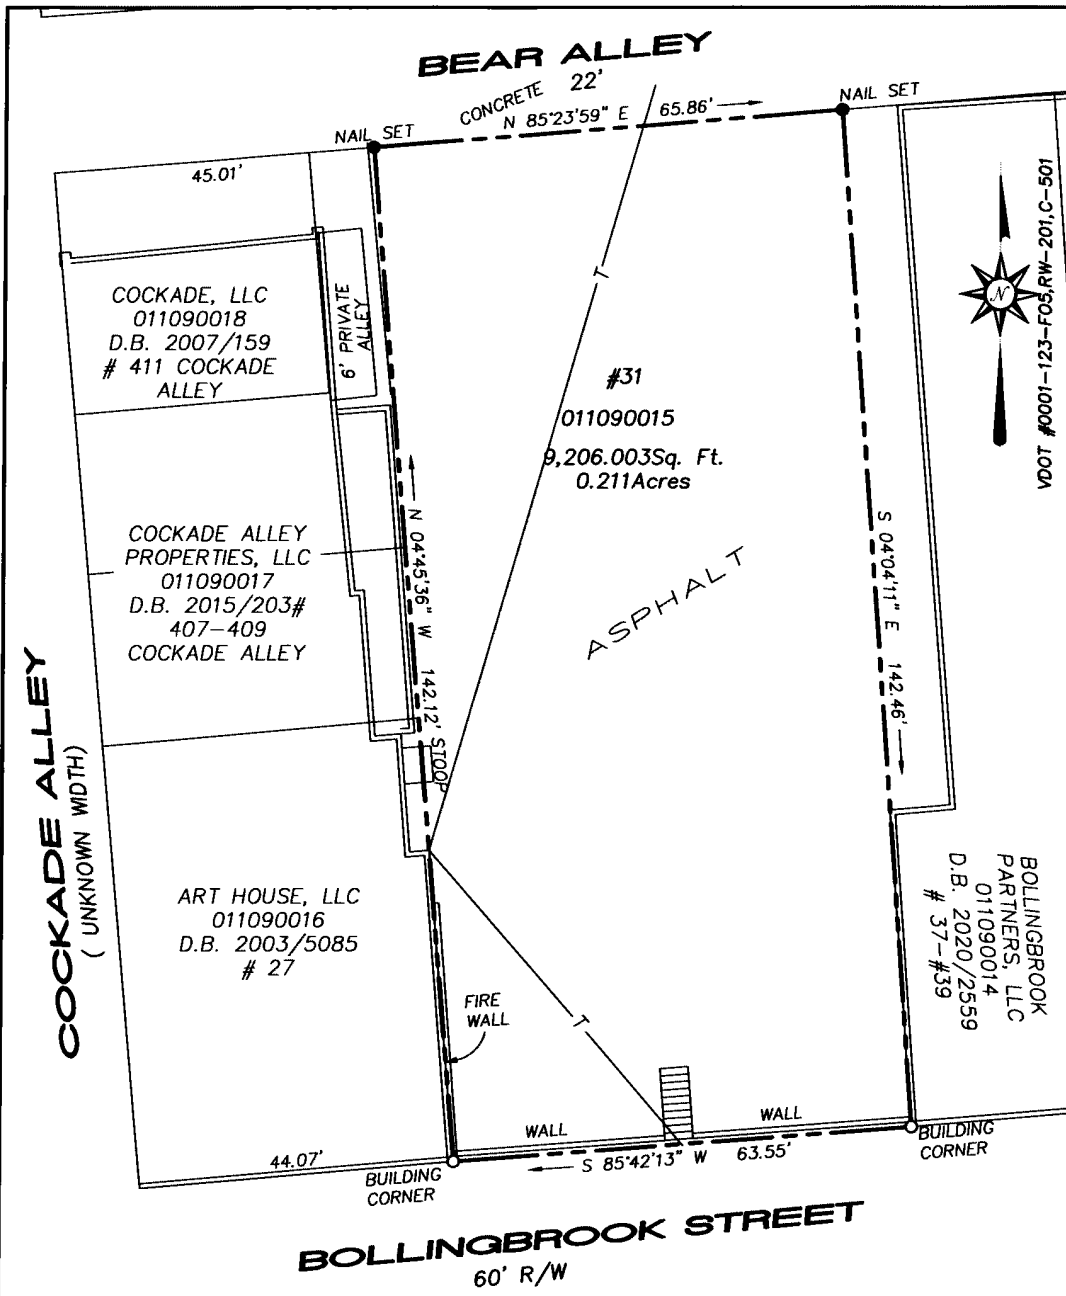 BEAR ALLEY
CONCRETE 22'
NAIL SET
N 85°23'59" E 65.86'
NAIL SET
45.01'
VDOT #0001-123-F05,RW-201,C-501
N
COCKADE, LLC
011090018
D.B. 2007/159
# 411 COCKADE
ALLEY
6' PRIVATE
ALLEY
T
#31
011090015
9,206.003Sq. Ft.
0.211Acres
ASPHALT
N 04°45'36" W 142.12'
S 04°04'11" E 142.46'
COCKADE ALLEY
PROPERTIES, LLC
011090017
D.B. 2015/203#
407-409
COCKADE ALLEY
STOOP
COCKADE ALLEY
( UNKNOWN WIDTH)
ART HOUSE, LLC
011090016
D.B. 2003/5085
# 27
BOLLINGBROOK
PARTNERS, LLC
011090014
D.B. 2020/2559
# 37-#39
FIRE
WALL
T
WALL
WALL
44.07'
BUILDING
CORNER
S 85°42'13" W 63.55'
BUILDING
CORNER
BOLLINGBROOK STREET
60' R/W